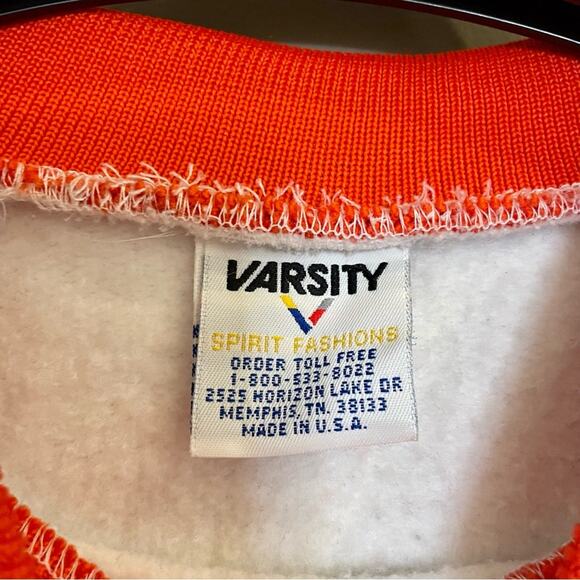 VARSITY
SPIRIT FASHIONS
ORDER TOLL FREE
1-800-533-8022
2525 HORIZON LAKE DR
MEMPHIS, TN. 38133
MADE IN U.S.A.